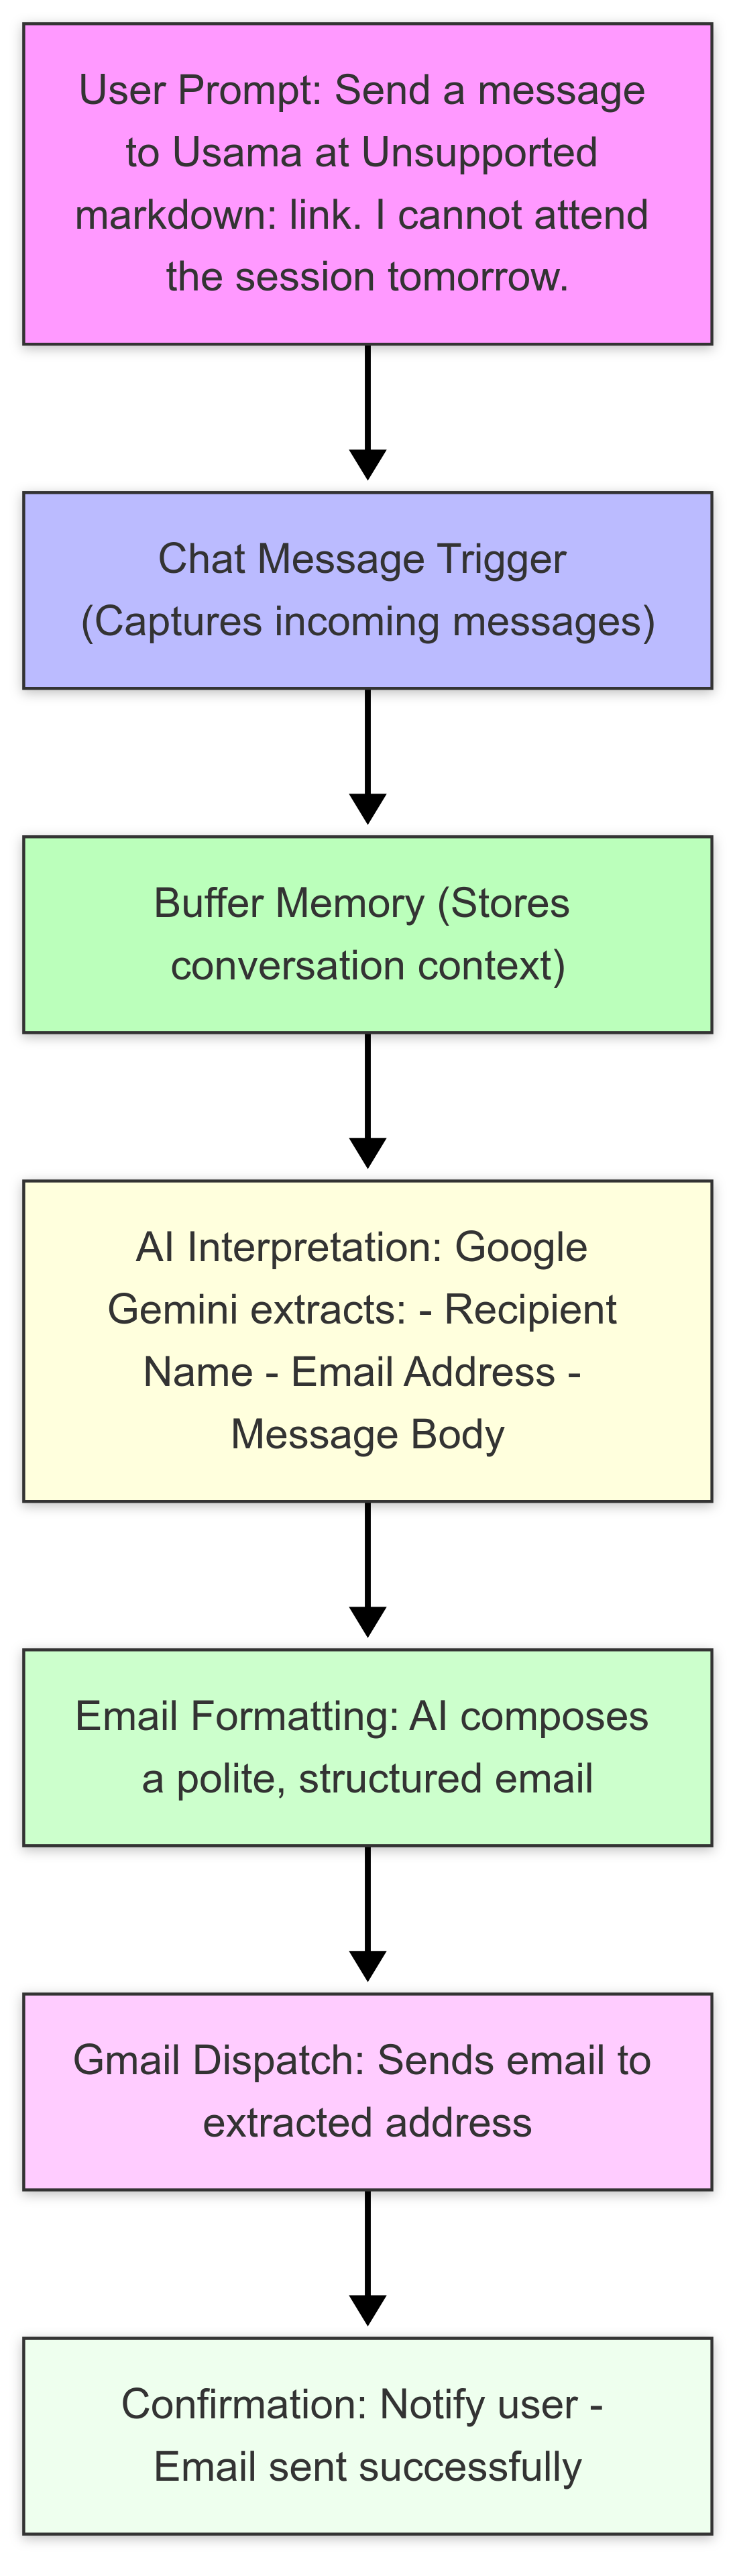 User Prompt: Send a message
to Usama at Unsupported
markdown: link. I cannot attend
the session tomorrow.
Chat Message Trigger
(Captures incoming messages)
Buffer Memory (Stores
conversation context)
AI Interpretation: Google
Gemini extracts: - Recipient
Name - Email Address -
Message Body
Email Formatting: AI composes
a polite, structured email
Gmail Dispatch: Sends email to
extracted address
Confirmation: Notify user -
Email sent successfully